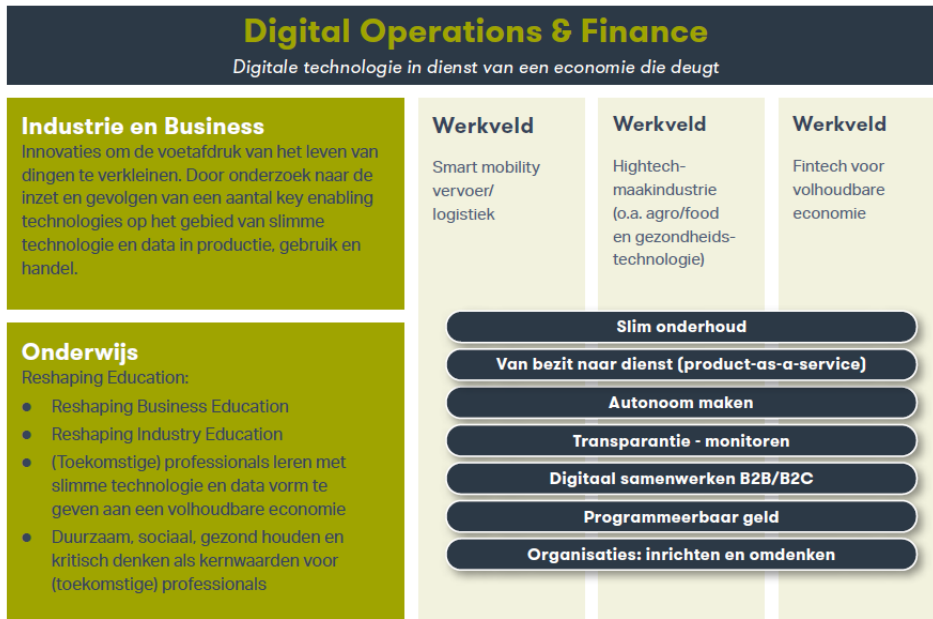 Digital Operations & Finance
Digitale technologie in dienst van een economie die deugt
Industrie en Business
Innovaties om de voetafdruk van het leven van
dingen te verkleinen. Door onderzoek naar de
inzet en gevolgen van een aantal key enabling
technologies op het gebied van slimme
technologie en data in productie, gebruik en
handel.
Onderwijs
Reshaping Education:
● Reshaping Business Education
● Reshaping Industry Education
● (Toekomstige) professionals leren met
slimme technologie en data vorm te
geven aan een volhoudbare economie
● Duurzaam, sociaal, gezond houden en
kritisch denken als kernwaarden voor
(toekomstige) professionals
Werkveld
Smart mobility
vervoer/
logistiek
Werkveld
Hightech-
maakindustrie
(o.a. agro/food
en gezondheids-
technologie)
Werkveld
Fintech voor
volhoudbare
economie
Slim onderhoud
Van bezit naar dienst (product-as-a-service)
Autonoom maken
Transparantie - monitoren
Digitaal samenwerken B2B/B2C
Programmeerbaar geld
Organisaties: inrichten en omdenken